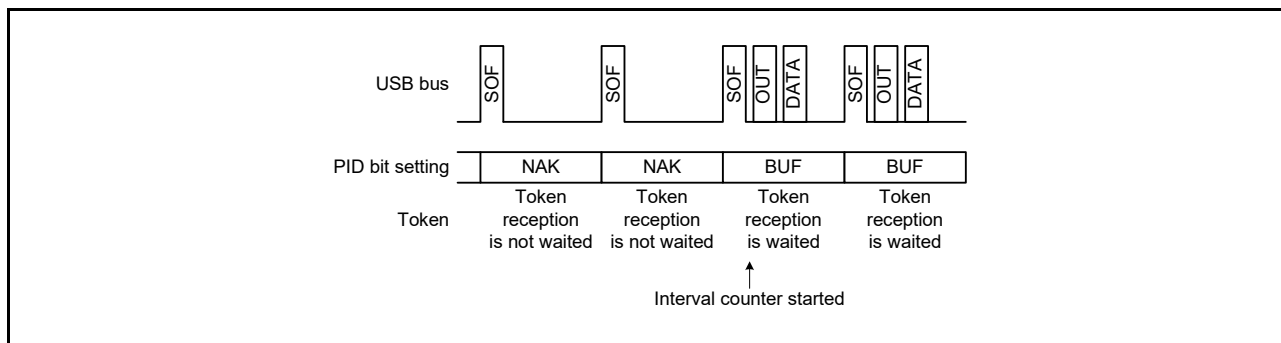 USB bus
SOF
SOF
SOF
OUT
DATA
SOF
OUT
DATA
PID bit setting
NAK
NAK
BUF
BUF
Token
Token
reception
is not waited
Token
reception
is not waited
Token
reception
is waited
Token
reception
is waited
Interval counter started